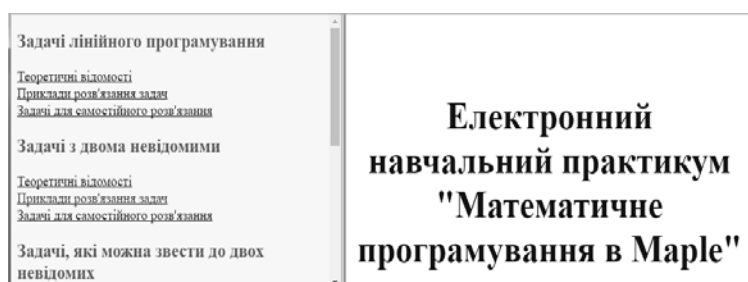 Задачі лінійного програмування
Теоретичні відомості
Приклади розв'язання задач
Задачі для самостійного розв'язання
Задачі з двома невідомими
Теоретичні відомості
Приклади розв'язання задач
Задачі для самостійного розв'язання
Задачі, які можна звести до двох
невідомих
Електронний
навчальний практикум
"Математичне
програмування в Maple"